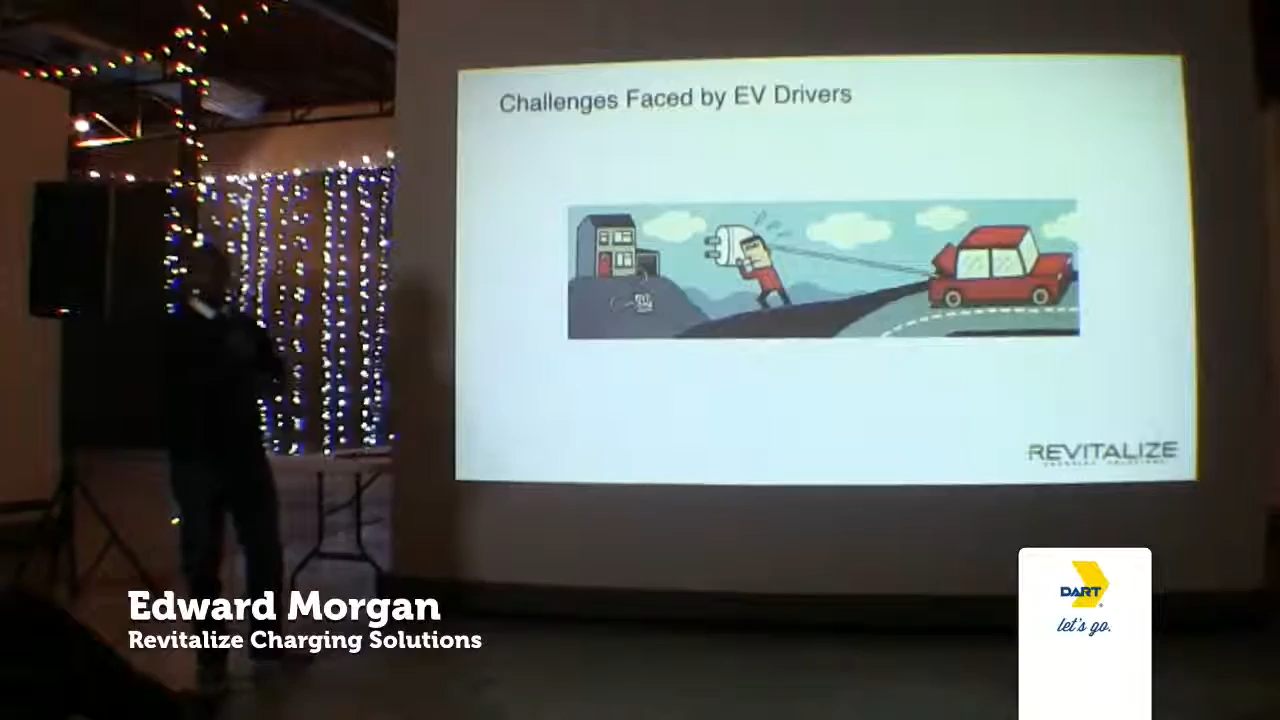 Challenges Faced by EV Drivers
REVITALIZE
Edward Morgan
Revitalize Charging Solutions
DART
let's go.